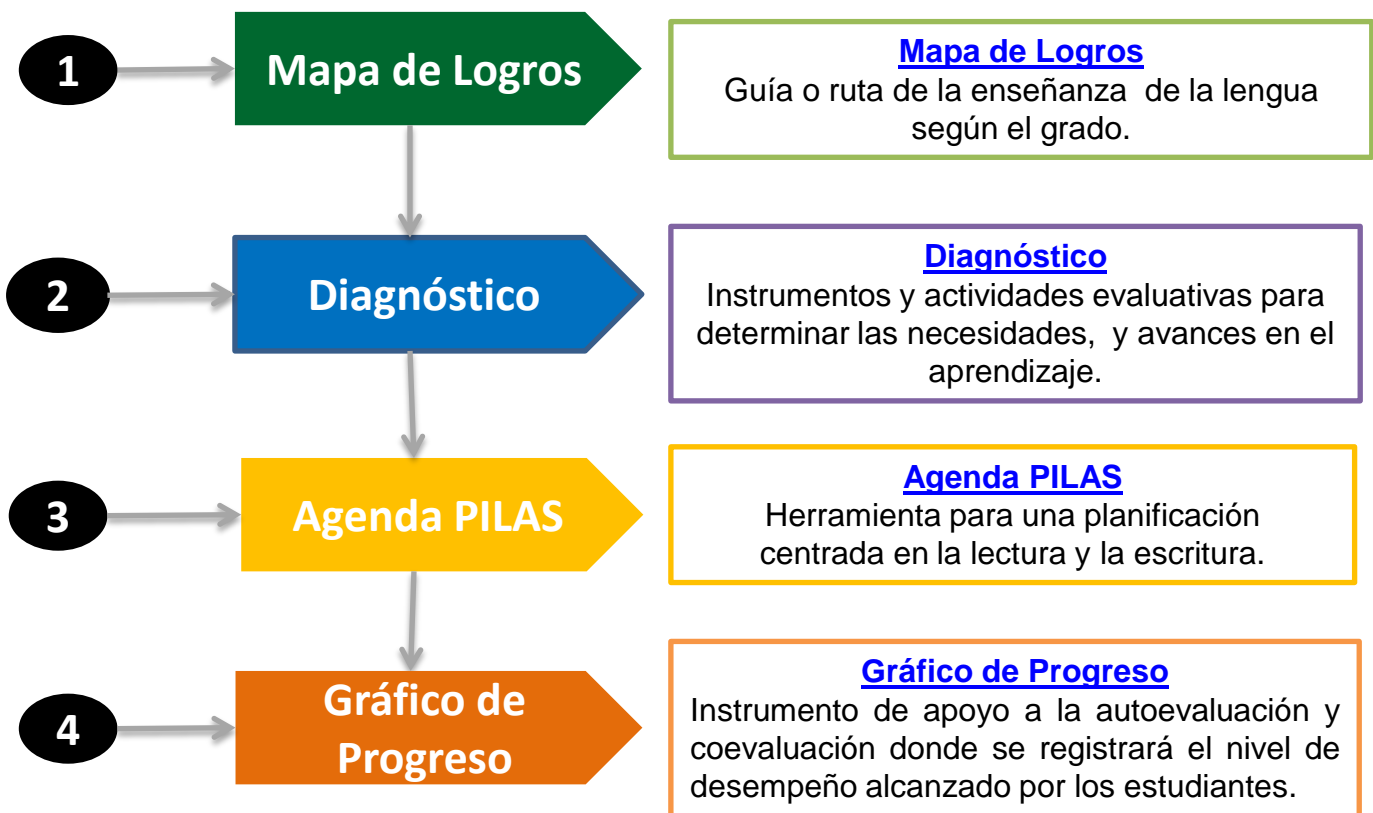 1
Mapa de Logros
Mapa de Logros
Guía o ruta de la enseñanza de la lengua
según el grado.
2
Diagnóstico
Diagnóstico
Instrumentos y actividades evaluativas para
determinar las necesidades, y avances en el
aprendizaje.
3
Agenda PILAS
Agenda PILAS
Herramienta para una planificación
centrada en la lectura y la escritura.
4
Gráfico de
Progreso
Gráfico de Progreso
Instrumento de apoyo a la autoevaluación y
coevaluación donde se registrará el nivel de
desempeño alcanzado por los estudiantes.